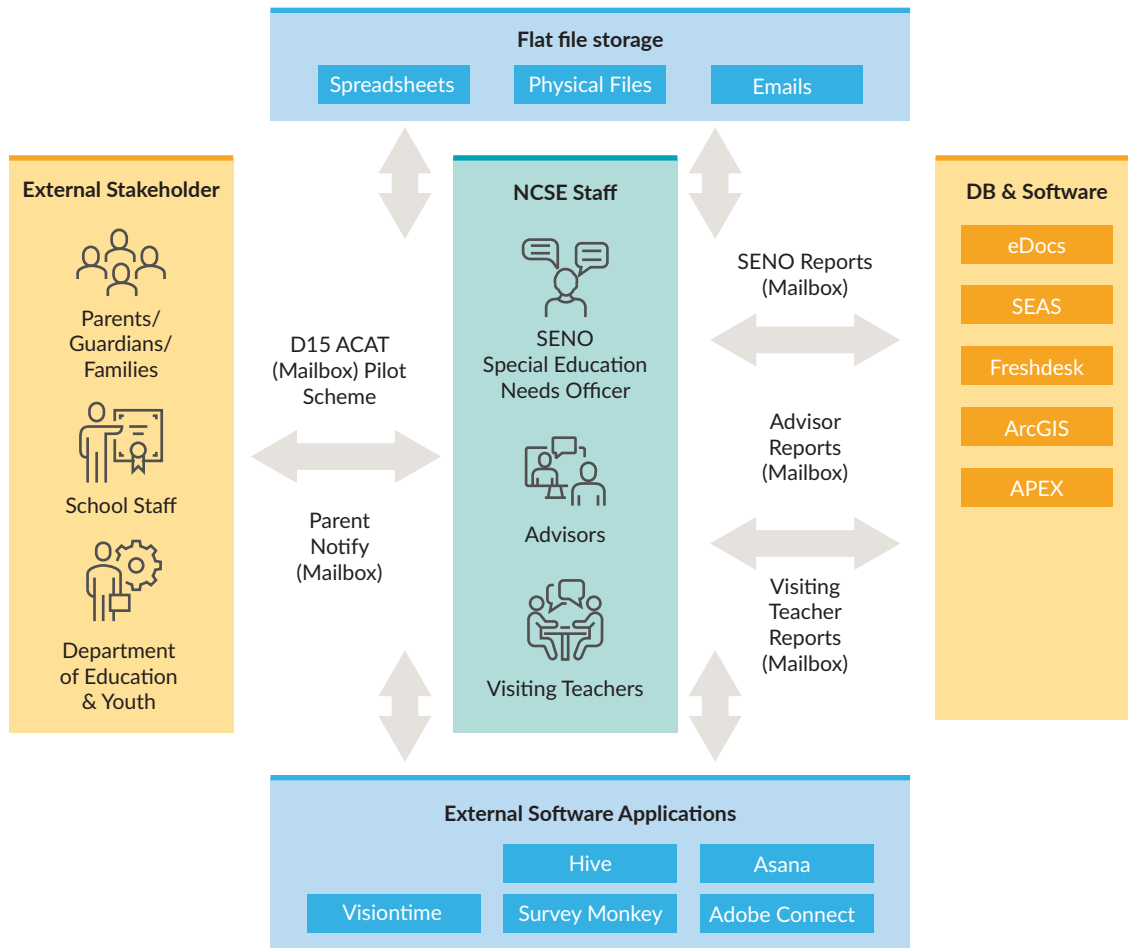 Flat file storage
Spreadsheets
Physical Files
Emails
External Stakeholder
Parents/
Guardians/
Families
School Staff
Department
of Education
& Youth
D15 ACAT
(Mailbox) Pilot
Scheme
Parent
Notify
(Mailbox)
NCSE Staff
SENO
Special Education
Needs Officer
Advisors
Visiting Teachers
SENO Reports
(Mailbox)
Advisor
Reports
(Mailbox)
Visiting
Teacher
Reports
(Mailbox)
DB & Software
eDocs
SEAS
Freshdesk
ArcGIS
APEX
External Software Applications
Hive
Asana
Visiontime
Survey Monkey
Adobe Connect